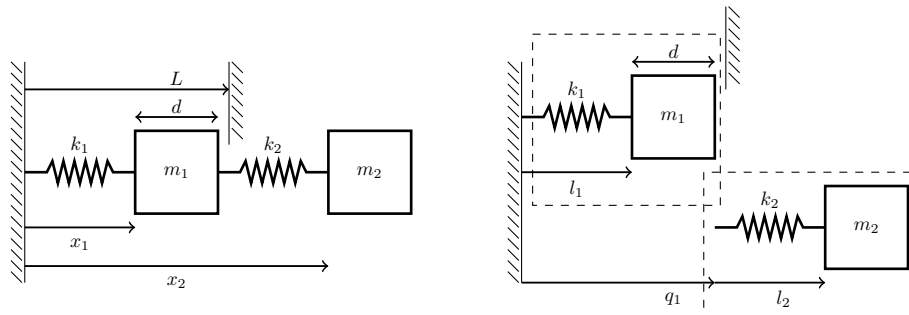 L
d
k₁
m₁
k₂
m₂
x₁
x₂
d
k₁
m₁
l₁
k₂
m₂
q₁
l₂